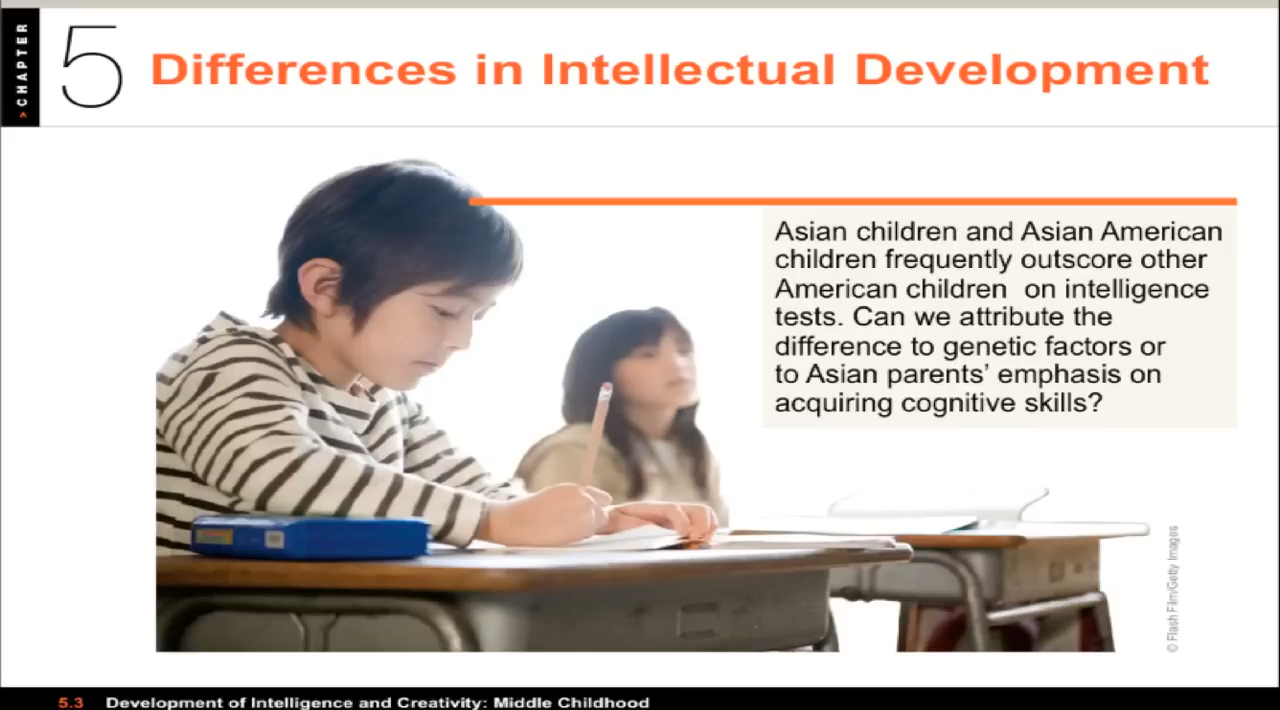 CHAPTER
5
Differences in Intellectual Development
Asian children and Asian American
children frequently outscore other
American children on intelligence
tests. Can we attribute the
difference to genetic factors or
to Asian parents' emphasis on
acquiring cognitive skills?
© Flash Film/Getty Images
5.3 Development of Intelligence and Creativity: Middle Childhood